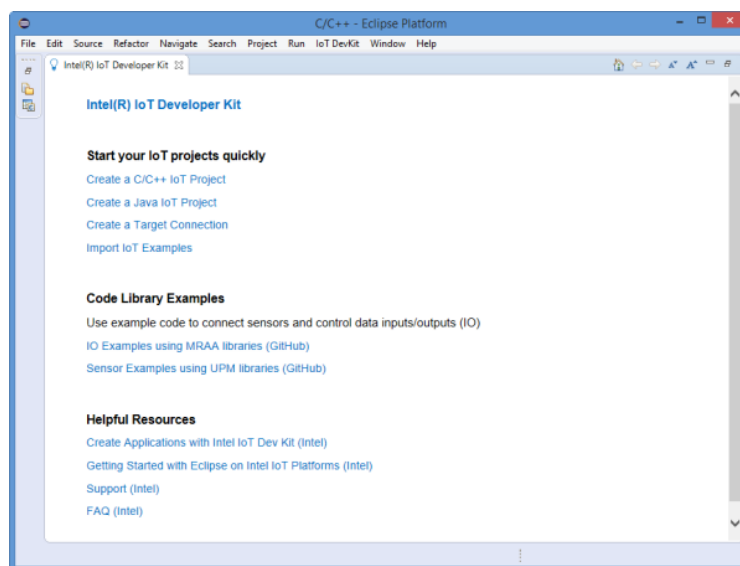 C/C++ - Eclipse Platform
File Edit Source Refactor Navigate Search Project Run IoT DevKit Window Help
Intel(R) IoT Developer Kit
Intel(R) IoT Developer Kit
Start your IoT projects quickly
Create a C/C++ IoT Project
Create a Java IoT Project
Create a Target Connection
Import IoT Examples
Code Library Examples
Use example code to connect sensors and control data inputs/outputs (IO)
IO Examples using MRAA libraries (GitHub)
Sensor Examples using UPM libraries (GitHub)
Helpful Resources
Create Applications with Intel IoT Dev Kit (Intel)
Getting Started with Eclipse on Intel IoT Platforms (Intel)
Support (Intel)
FAQ (Intel)